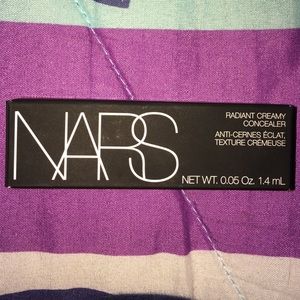 NARS
RADIANT CREAMY
CONCEALER
ANTI-CERNES ÉCLAT,
TEXTURE CRÉMEUSE
NET WT. 0.05 Oz. 1.4 mL